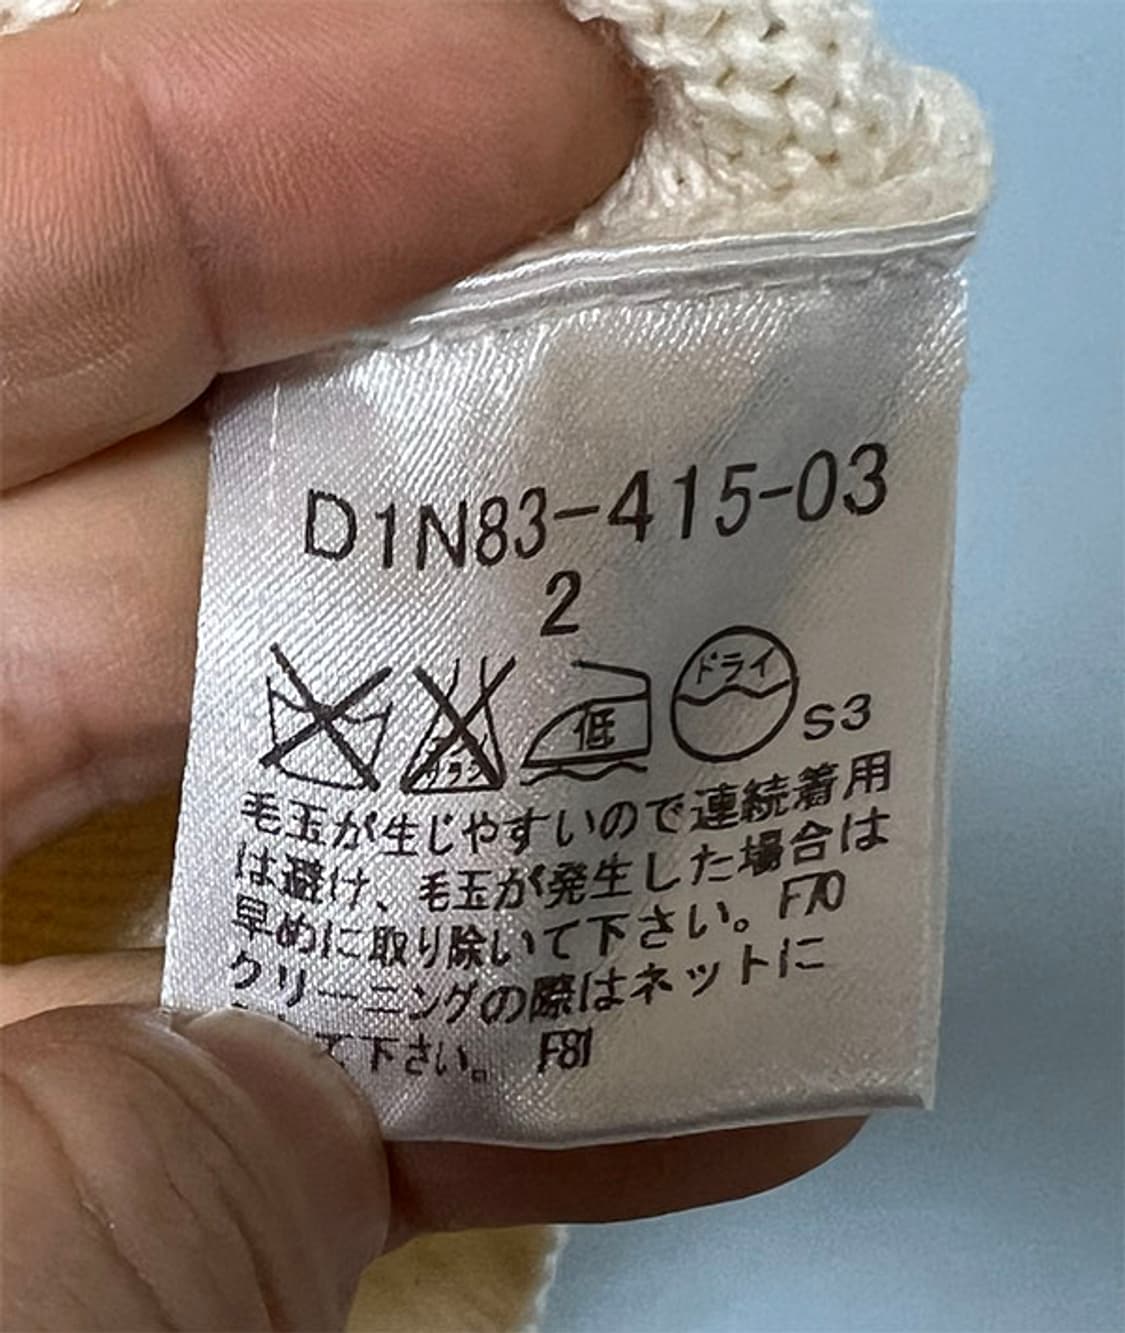 D1N83-415-03
2
低 ドライ S3
毛玉が生じやすいので連続着用
は避け、毛玉が発生した場合は
早めに取り除いて下さい。F70
クリーニングの際はネットに
て下さい。 F81